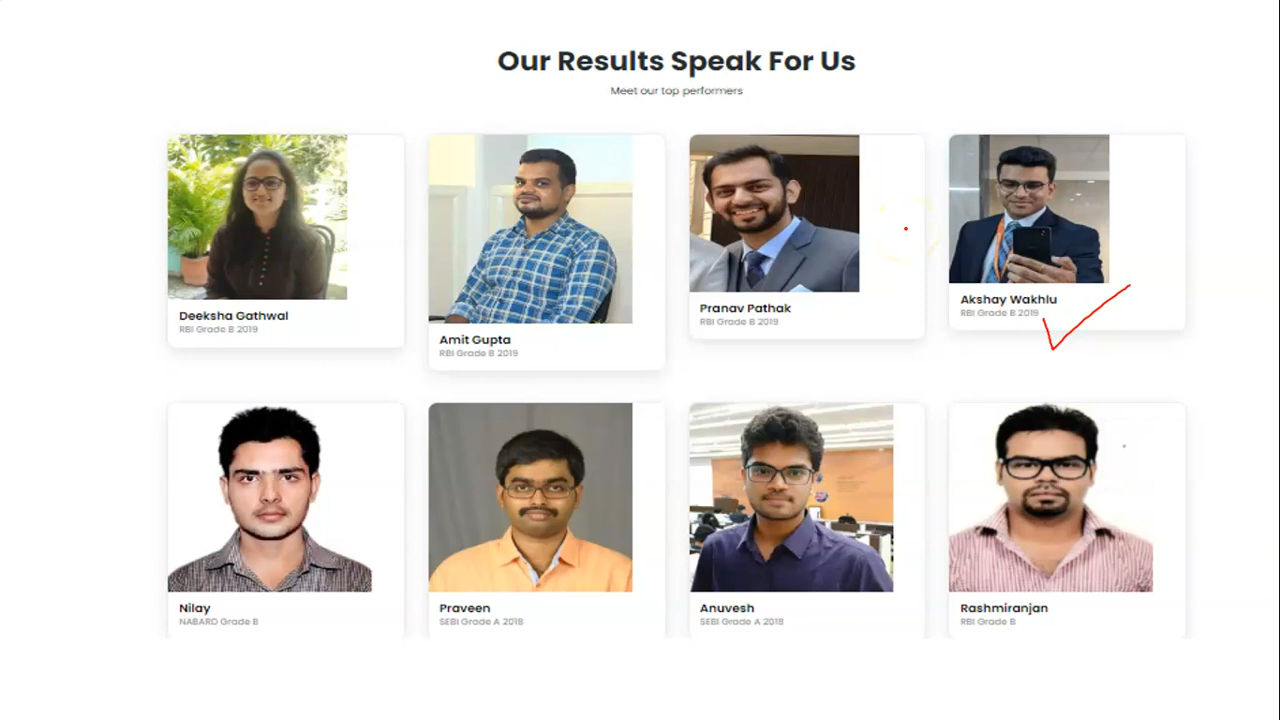 Our Results Speak For Us
Meet our top performers
Deeksha Gathwal
RBI Grade B 2019
Amit Gupta
RBI Grade B 2019
Pranav Pathak
RBI Grade B 2019
Akshay Wakhlu
RBI Grade B 2019
Nilay
NABARD Grade B
Praveen
SEBI Grade A 2018
Anuvesh
SEBI Grade A 2018
Rashmiranjan
RBI Grade B